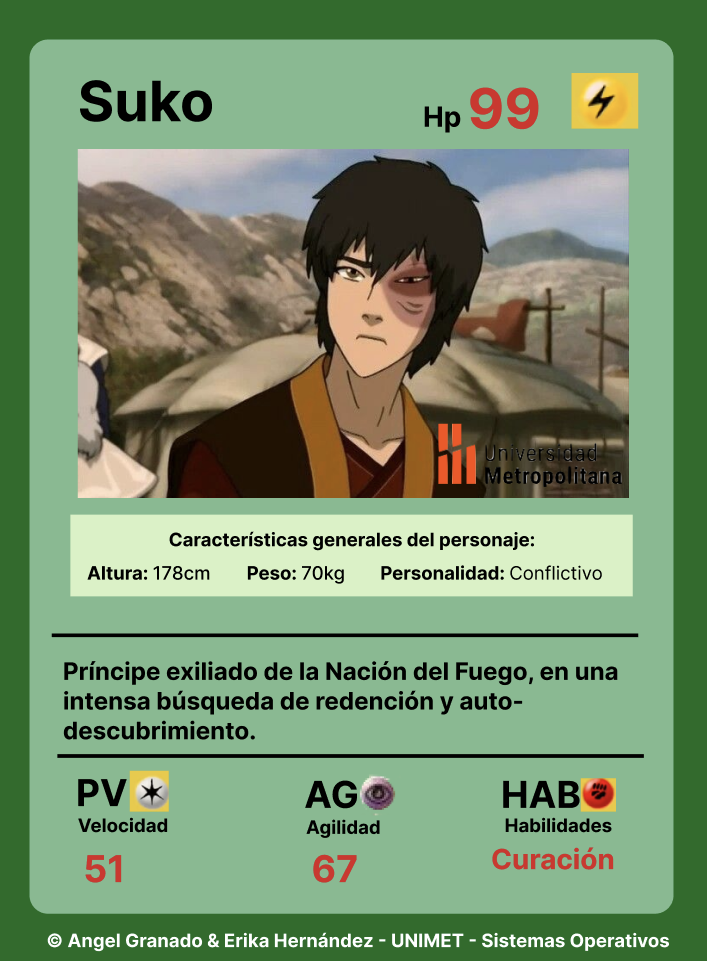 Suko
Hp 99
Universidad
Metropolitana
Características generales del personaje:
Altura: 178cm Peso: 70kg Personalidad: Conflictivo
Príncipe exiliado de la Nación del Fuego, en una
intensa búsqueda de redención y auto-
descubrimiento.
PV AG HAB
Velocidad Agilidad Habilidades
51 67 Curación
© Angel Granado & Erika Hernández - UNIMET - Sistemas Operativos